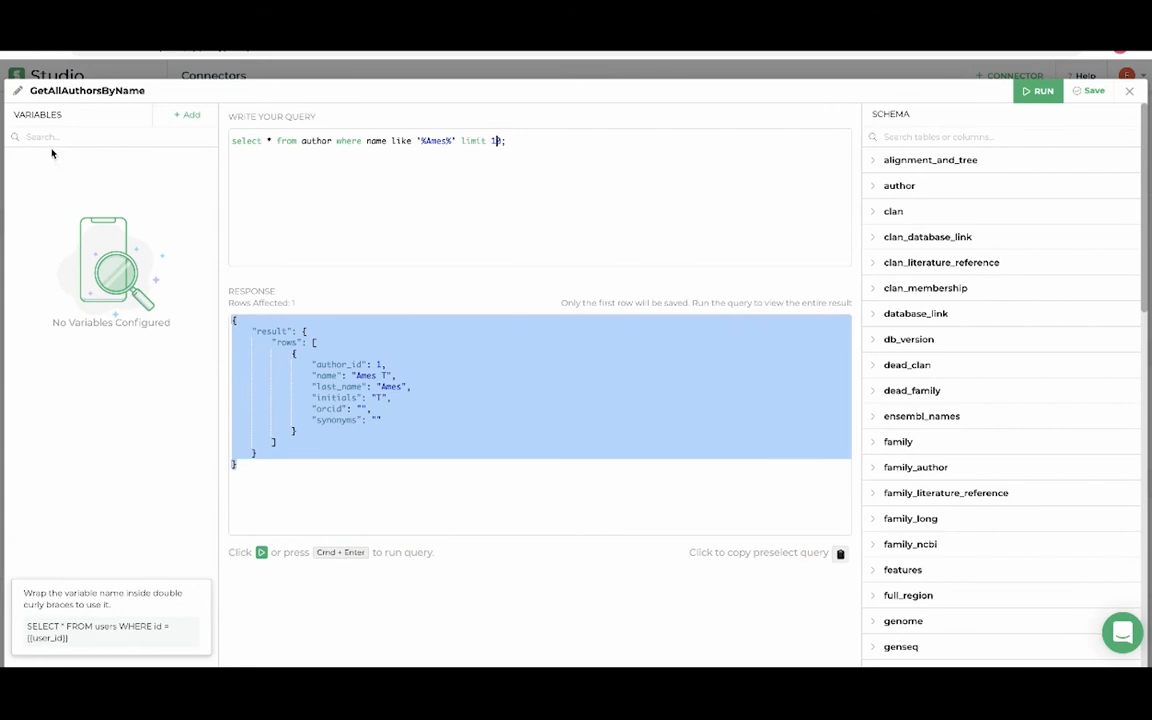 Studio
Connectors
+ CONNECTOR
? Help
E
GetAllAuthorsByName
RUN
Save
VARIABLES
+ Add
Search...
No Variables Configured
Wrap the variable name inside double
curly braces to use it.
SELECT * FROM users WHERE id =
{{user_id}}
WRITE YOUR QUERY
select * from author where name like '%Ames%' limit 10;
RESPONSE
Rows Affected: 1
Only the first row will be saved. Run the query to view the entire result
{
"result": {
"rows": [
{
"author_id": 1,
"name": "Ames T",
"last_name": "Ames",
"initials": "T",
"orcid": "",
"synonyms": ""
}
]
}
}
Click or press Cmd + Enter to run query.
Click to copy preselect query
SCHEMA
Search tables or columns...
alignment_and_tree
author
clan
clan_database_link
clan_literature_reference
clan_membership
database_link
db_version
dead_clan
dead_family
ensembl_names
family
family_author
family_literature_reference
family_long
family_ncbi
features
full_region
genome
genseq